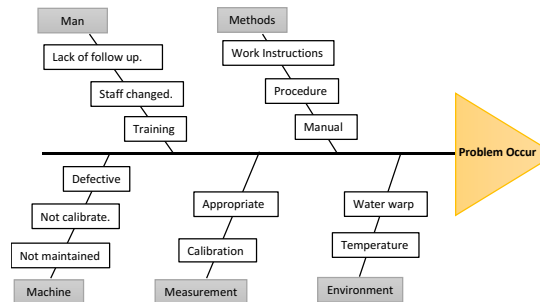 Man
Methods
Lack of follow up.
Work Instructions
Staff changed.
Procedure
Training
Manual
Problem Occur
Defective
Appropriate
Water warp
Not calibrate.
Calibration
Temperature
Not maintained
Machine
Measurement
Environment